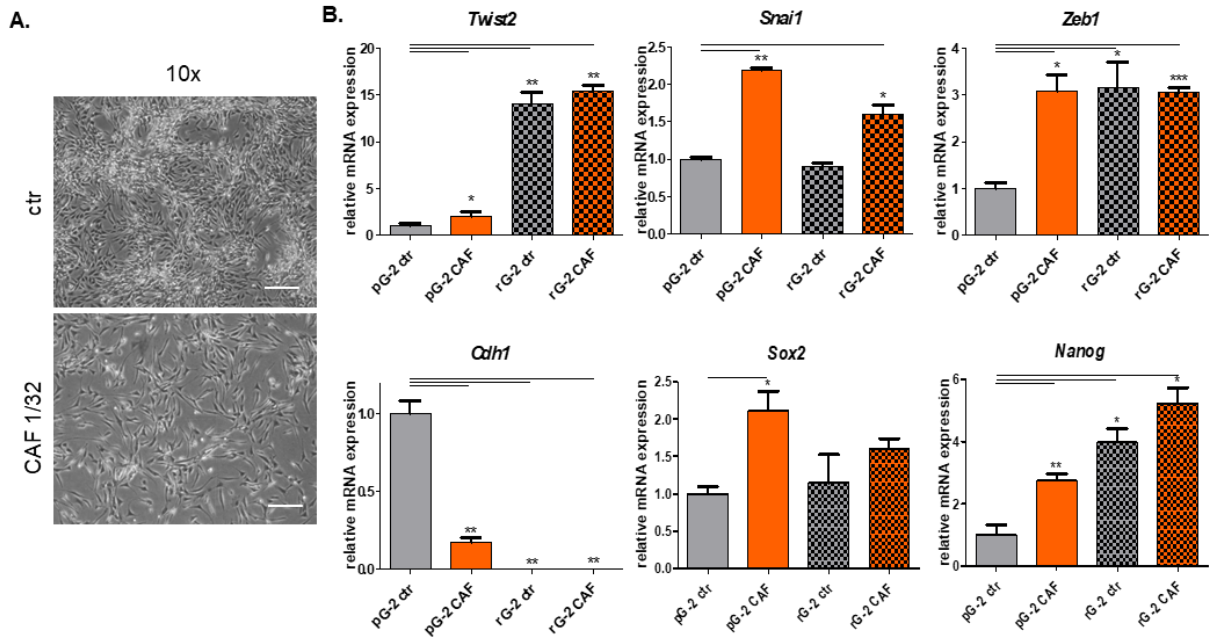 A.
10x
ctr
CAF 1/32
B.
Twist2
relative mRNA expression
20
15
10
5
0
*
**
**
pG-2 ctr
pG-2 CAF
rG-2 ctr
rG-2 CAF
Snai1
relative mRNA expression
2.5
2.0
1.5
1.0
0.5
0.0
**
*
pG-2 ctr
pG-2 CAF
rG-2 ctr
rG-2 CAF
Zeb1
relative mRNA expression
4
3
2
1
0
*
*
***
pG-2 ctr
pG-2 CAF
rG-2 ctr
rG-2 CAF
Cdh1
relative mRNA expression
1.0
0.5
0.0
**
**
**
pG-2 ctr
pG-2 CAF
rG-2 ctr
rG-2 CAF
Sox2
relative mRNA expression
2.5
2.0
1.5
1.0
0.5
0.0
*
pG-2 ctr
pG-2 CAF
rG-2 ctr
rG-2 CAF
Nanog
relative mRNA expression
6
4
2
0
**
*
*
pG-2 ctr
pG-2 CAF
rG-2 ctr
rG-2 CAF